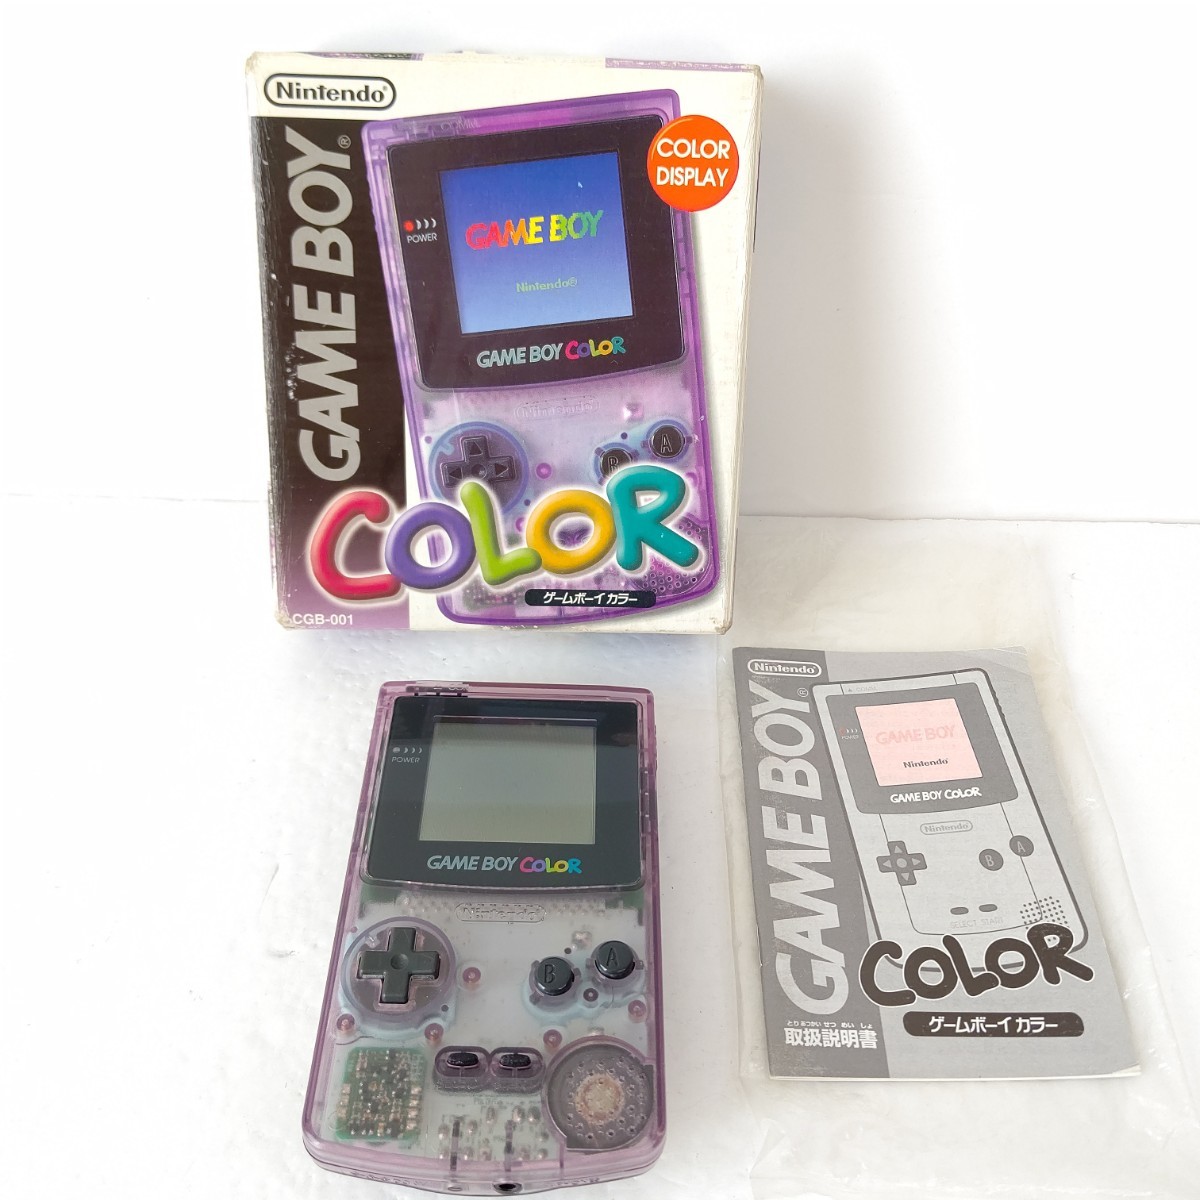 Nintendo®
GAME BOY®
COLOR
DISPLAY
POWER
GAME BOY
Nintendo®
GAME BOY COLOR
B
A
COLOR
ゲームボーイ カラー
CGB-001
POWER
GAME BOY COLOR
Nintendo
B
A
Nintendo
GAME BOY
POWER
GAME BOY
Nintendo
GAME BOY COLOR
Nintendo
B
A
SELECT START
COLOR
ゲームボーイ カラー
とりあつかいせつめいしょ
取扱説明書